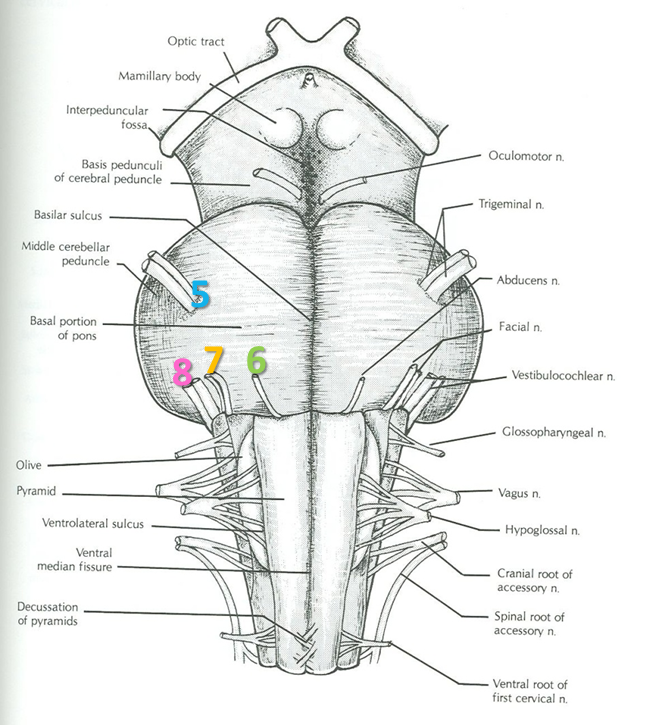 Optic tract
Mamillary body
Interpeduncular
fossa
Basis pedunculi
of cerebral peduncle
Basilar sulcus
Middle cerebellar
peduncle
Basal portion
of pons
Olive
Pyramid
Ventrolateral sulcus
Ventral
median fissure
Decussation
of pyramids
5
8
7
6
Oculomotor n.
Trigeminal n.
Abducens n.
Facial n.
Vestibulocochlear n.
Glossopharyngeal n.
Vagus n.
Hypoglossal n.
Cranial root of
accessory n.
Spinal root of
accessory n.
Ventral root of
first cervical n.